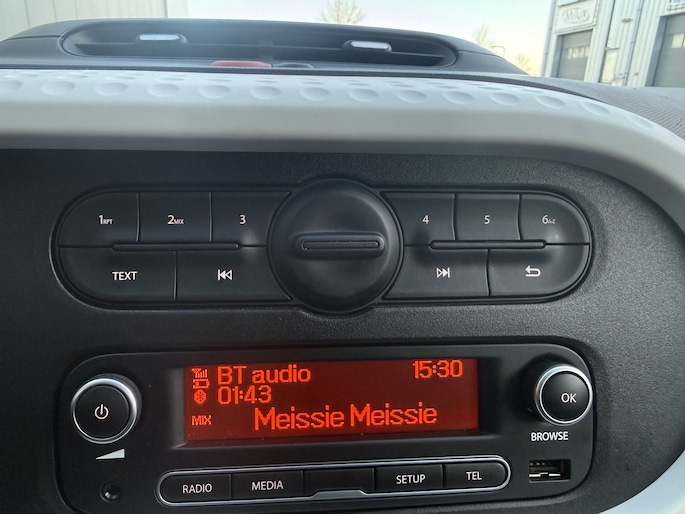 1RPT 2MIX 3 4 5 6A-Z
TEXT
BT audio 15:30
01:43
MIX Meissie Meissie
OK
BROWSE
RADIO MEDIA SETUP TEL